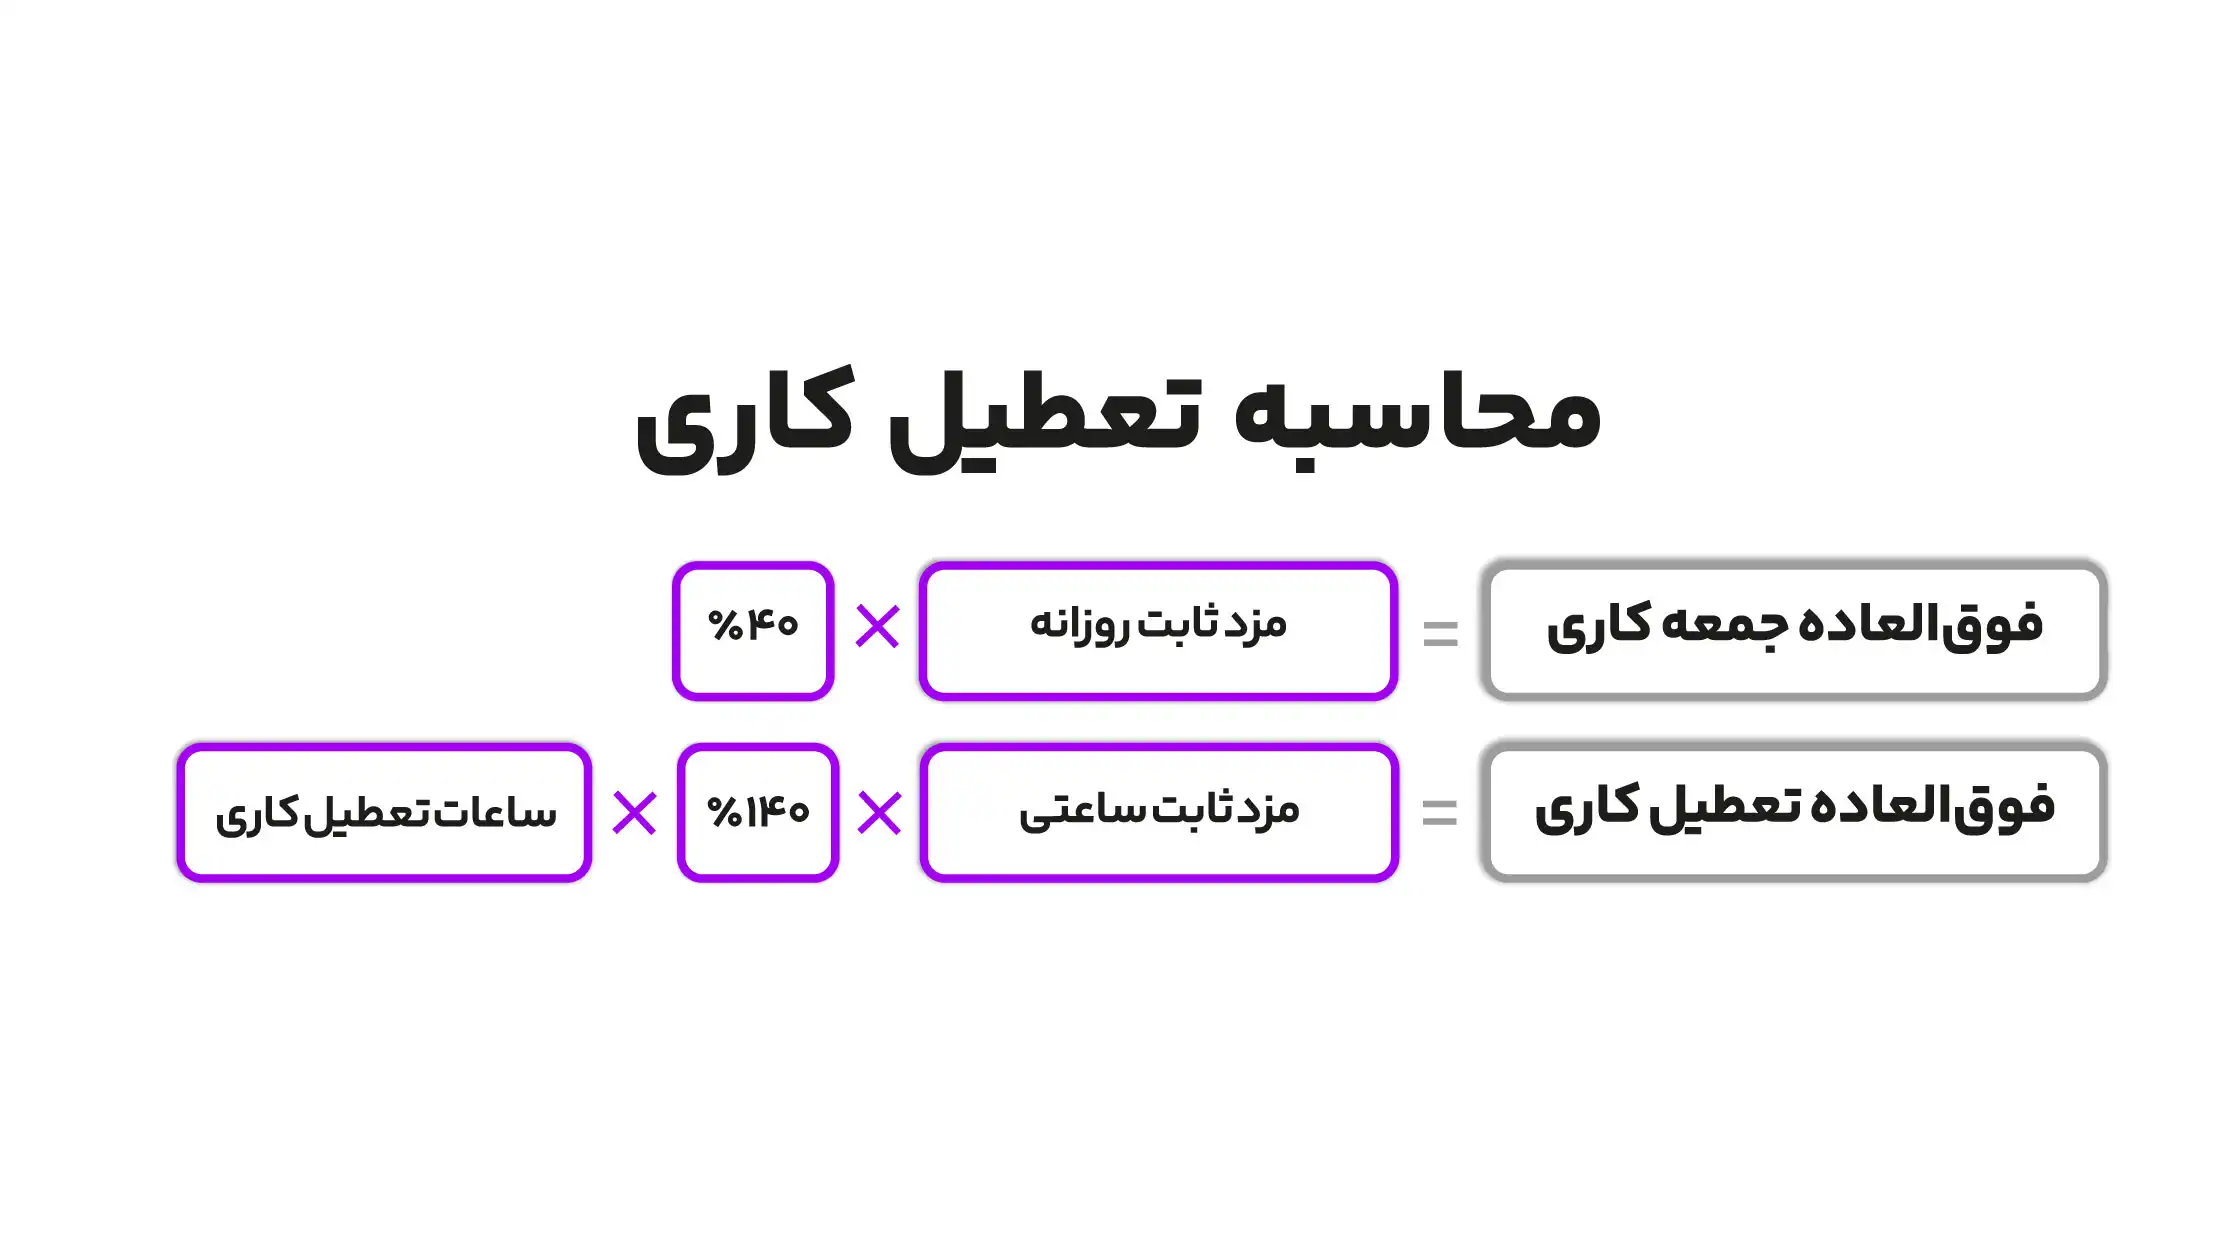 محاسبه تعطیل کاری
فوق‌العاده جمعه کاری = مزد ثابت روزانه × ۴۰%
فوق‌العاده تعطیل کاری = مزد ثابت ساعتی × ۱۴۰% × ساعات تعطیل کاری